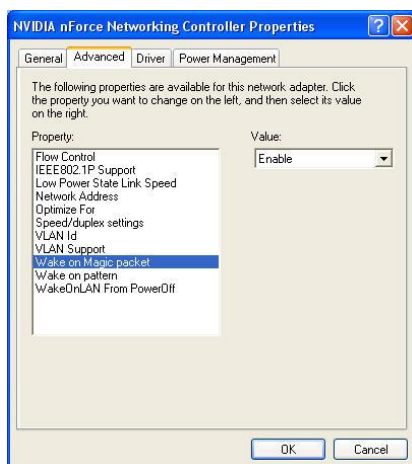 NVIDIA nForce Networking Controller Properties
General Advanced Driver Power Management
The following properties are available for this network adapter. Click
the property you want to change on the left, and then select its value
on the right.
Property:
Value:
Flow Control
IEEE802.1P Support
Low Power State Link Speed
Network Address
Optimize For
Speed/duplex settings
VLAN Id
VLAN Support
Wake on Magic packet
Wake on pattern
WakeOnLAN From PowerOff
Enable
OK Cancel